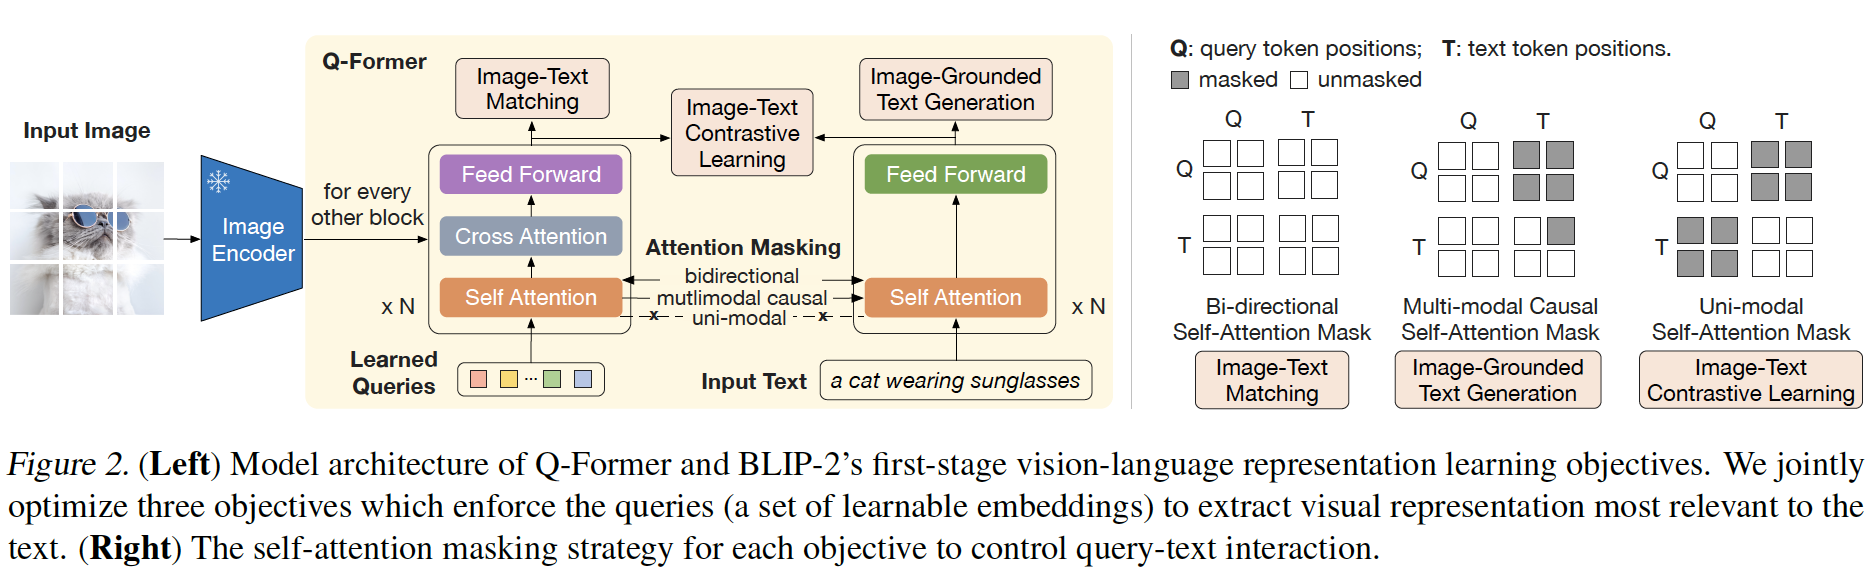 Input Image
Image
Encoder
for every
other block
Q-Former
Image-Text
Matching
Image-Text
Contrastive
Learning
Image-Grounded
Text Generation
Feed Forward
Cross Attention
Self Attention
x N
Attention Masking
bidirectional
mutlimodal causal
x uni-modal x
Feed Forward
Self Attention
x N
Learned
Queries
...
Input Text
a cat wearing sunglasses
Q: query token positions; T: text token positions.
masked unmasked
Q T
Q
T
Bi-directional
Self-Attention Mask
Image-Text
Matching
Q T
Q
T
Multi-modal Causal
Self-Attention Mask
Image-Grounded
Text Generation
Q T
Q
T
Uni-modal
Self-Attention Mask
Image-Text
Contrastive Learning
Figure 2. (Left) Model architecture of Q-Former and BLIP-2's first-stage vision-language representation learning objectives. We jointly
optimize three objectives which enforce the queries (a set of learnable embeddings) to extract visual representation most relevant to the
text. (Right) The self-attention masking strategy for each objective to control query-text interaction.